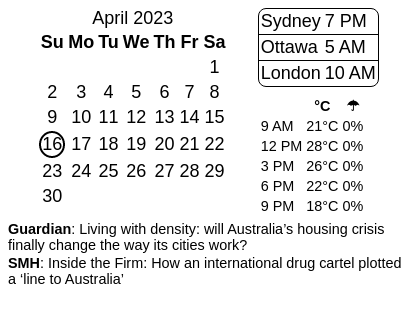 April 2023
Su Mo Tu We Th Fr Sa
1
2 3 4 5 6 7 8
9 10 11 12 13 14 15
16 17 18 19 20 21 22
23 24 25 26 27 28 29
30
Sydney 7 PM
Ottawa 5 AM
London 10 AM
°C ☂
9 AM 21°C 0%
12 PM 28°C 0%
3 PM 26°C 0%
6 PM 22°C 0%
9 PM 18°C 0%
Guardian: Living with density: will Australia’s housing crisis
finally change the way its cities work?
SMH: Inside the Firm: How an international drug cartel plotted
a ‘line to Australia’